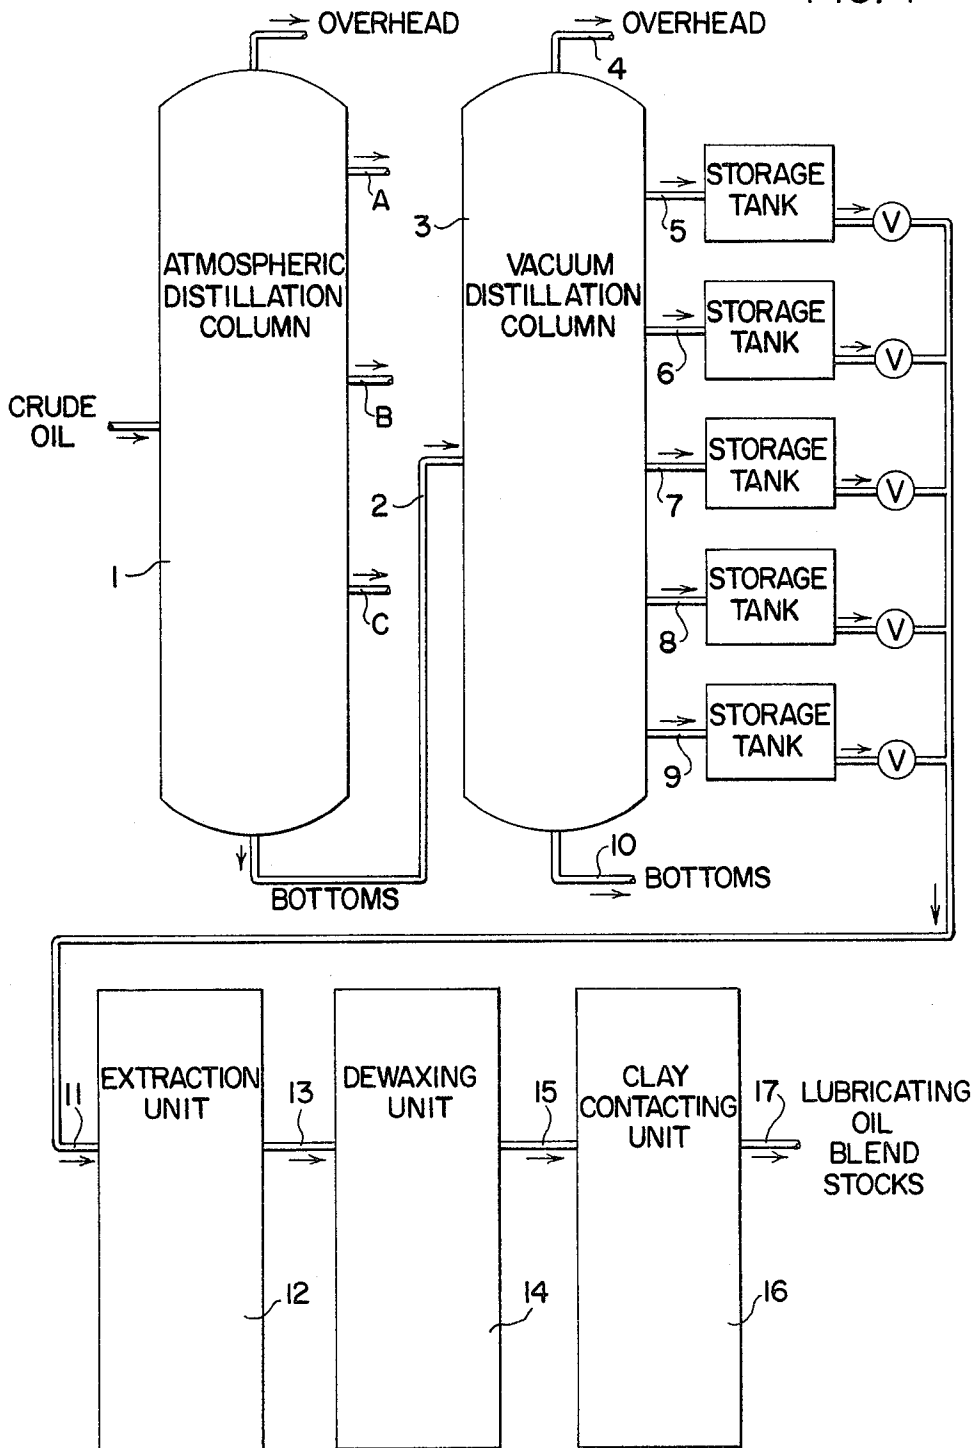 OVERHEAD
OVERHEAD
4
A
3
5
STORAGE
TANK
V
ATMOSPHERIC
DISTILLATION
COLUMN
VACUUM
DISTILLATION
COLUMN
6
STORAGE
TANK
V
CRUDE
OIL
B
2
7
STORAGE
TANK
V
1
C
8
STORAGE
TANK
V
9
STORAGE
TANK
V
BOTTOMS
10
BOTTOMS
11
EXTRACTION
UNIT
13
DEWAXING
UNIT
15
CLAY
CONTACTING
UNIT
17
LUBRICATING
OIL
BLEND
STOCKS
12
14
16